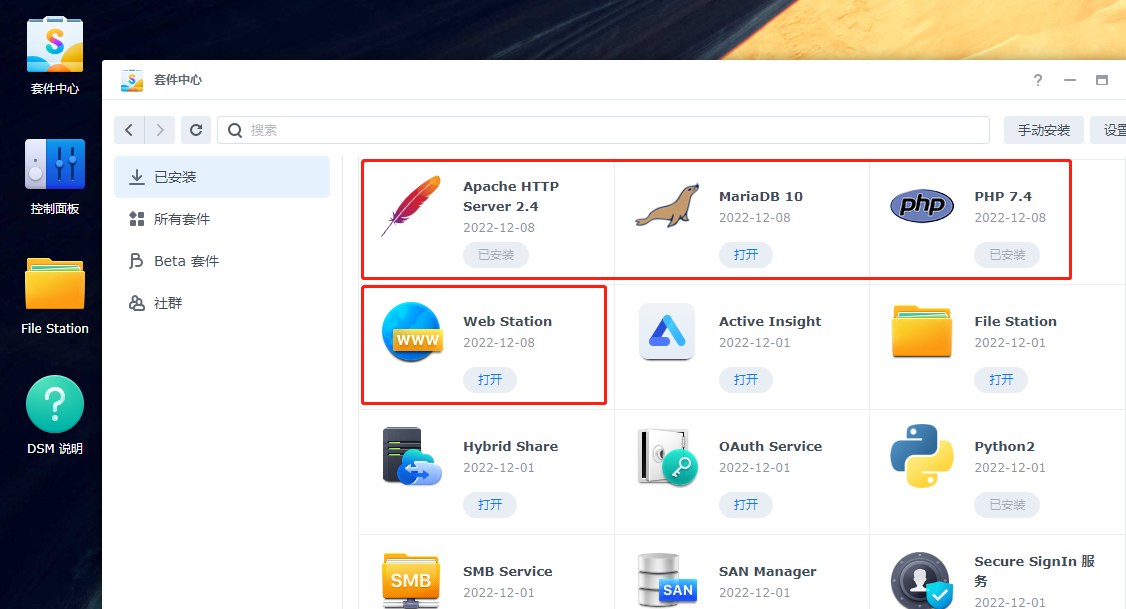 套件中心
控制面板
File Station
DSM 说明
套件中心
搜索
手动安装
设置
已安装
所有套件
Beta 套件
社群
Apache HTTP
Server 2.4
2022-12-08
已安装
MariaDB 10
2022-12-08
打开
php
PHP 7.4
2022-12-08
已安装
WWW
Web Station
2022-12-08
打开
Active Insight
2022-12-01
打开
File Station
2022-12-01
打开
Hybrid Share
2022-12-01
打开
OAuth Service
2022-12-01
打开
Python2
2022-12-01
已安装
SMB
SMB Service
2022-12-01
SAN
SAN Manager
2022-12-01
Secure SignIn 服
务
2022-12-01